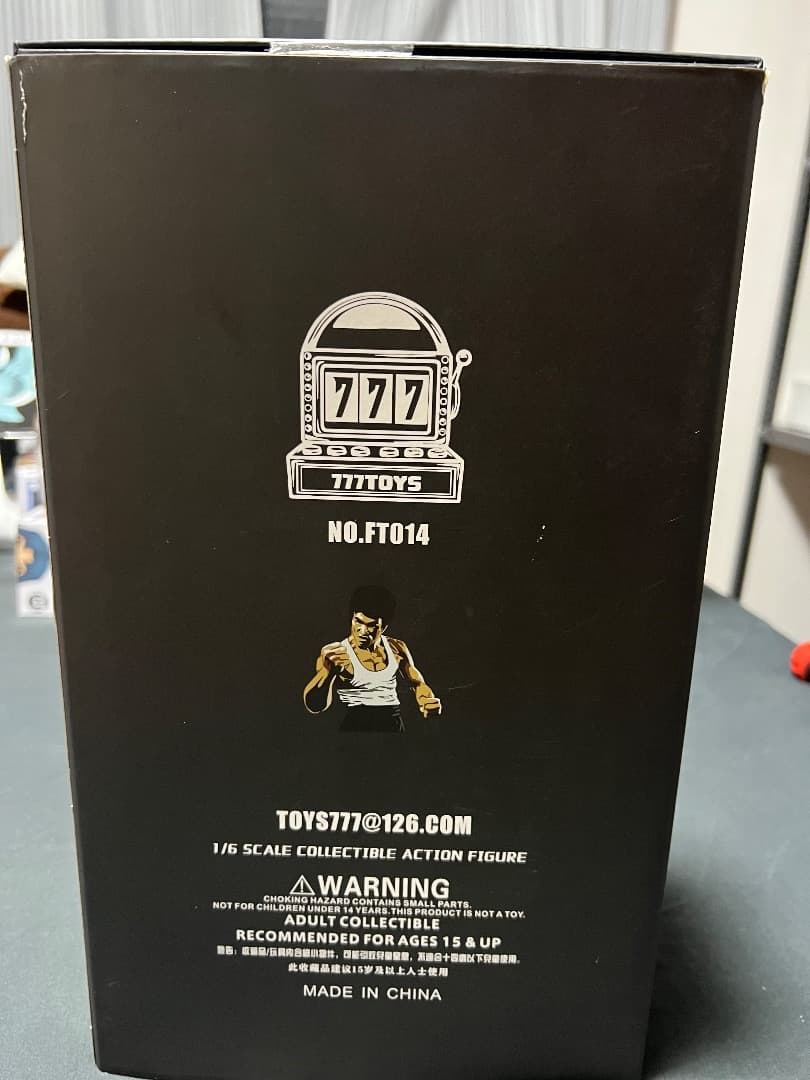 777
777TOYS
NO.FT014
TOYS777@126.COM
1/6 SCALE COLLECTIBLE ACTION FIGURE
⚠WARNING
CHOKING HAZARD CONTAINS SMALL PARTS.
NOT FOR CHILDREN UNDER 14 YEARS.THIS PRODUCT IS NOT A TOY.
ADULT COLLECTIBLE
RECOMMENDED FOR AGES 15 & UP
警告: 此收藏品建议15岁及以上人士使用
MADE IN CHINA